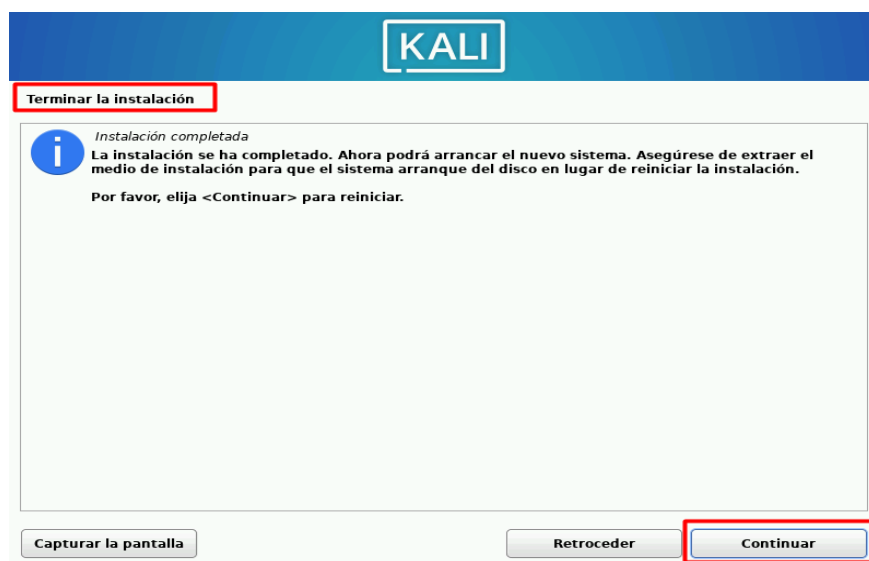 KALI
Terminar la instalación
Instalación completada
La instalación se ha completado. Ahora podrá arrancar el nuevo sistema. Asegúrese de extraer el
medio de instalación para que el sistema arranque del disco en lugar de reiniciar la instalación.
Por favor, elija <Continuar> para reiniciar.
Capturar la pantalla
Retroceder
Continuar